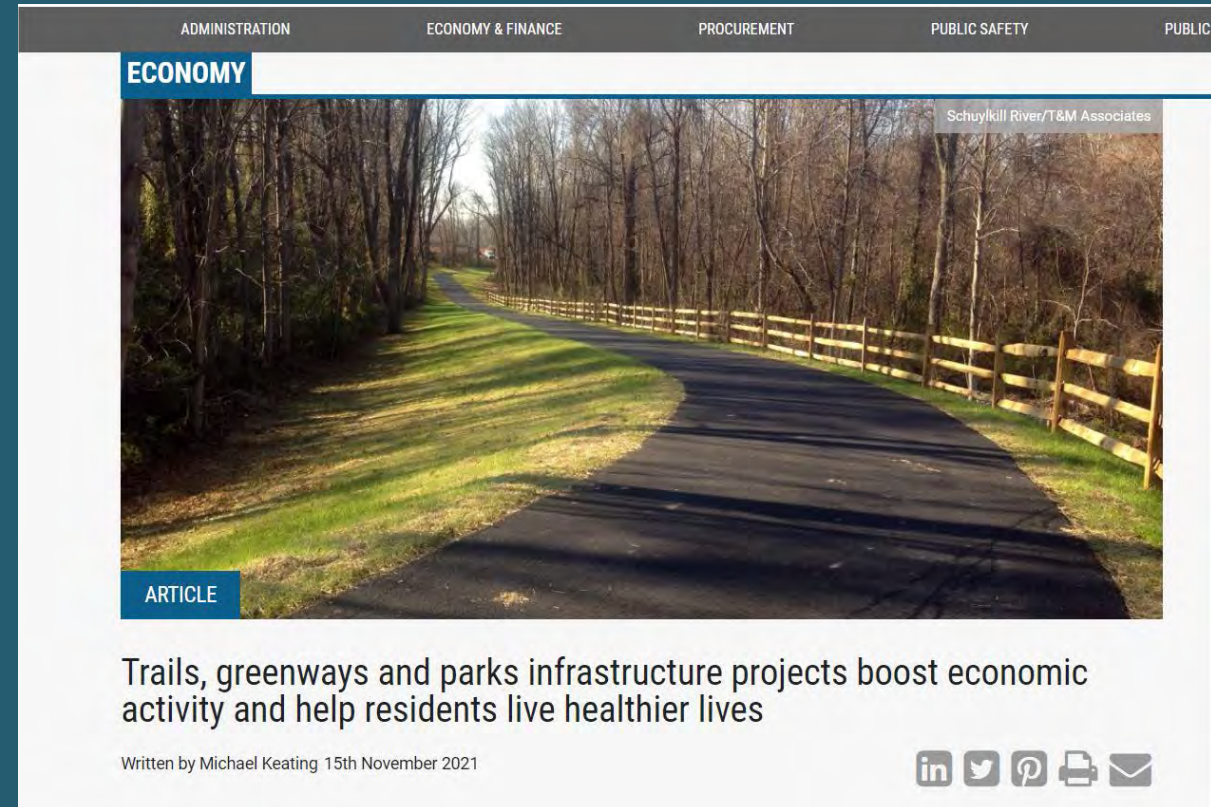 ADMINISTRATION
ECONOMY & FINANCE
PROCUREMENT
PUBLIC SAFETY
PUBLIC
ECONOMY
Schuylkill River/T&M Associates
ARTICLE
Trails, greenways and parks infrastructure projects boost economic
activity and help residents live healthier lives
Written by Michael Keating 15th November 2021
in